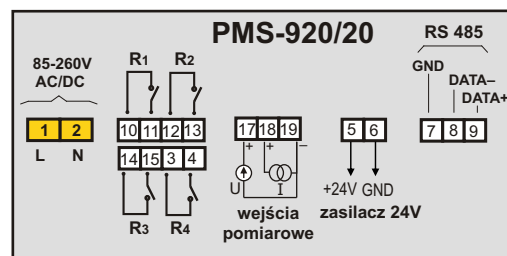 PMS-920/20
85-260V
AC/DC
1 2
L N
R1 R2
10 11 12 13
14 15 3 4
R3 R4
17 18 19
+ + –
U I
wejścia
pomiarowe
5 6
+24V GND
zasilacz 24V
RS 485
GND
DATA–
DATA+
7 8 9